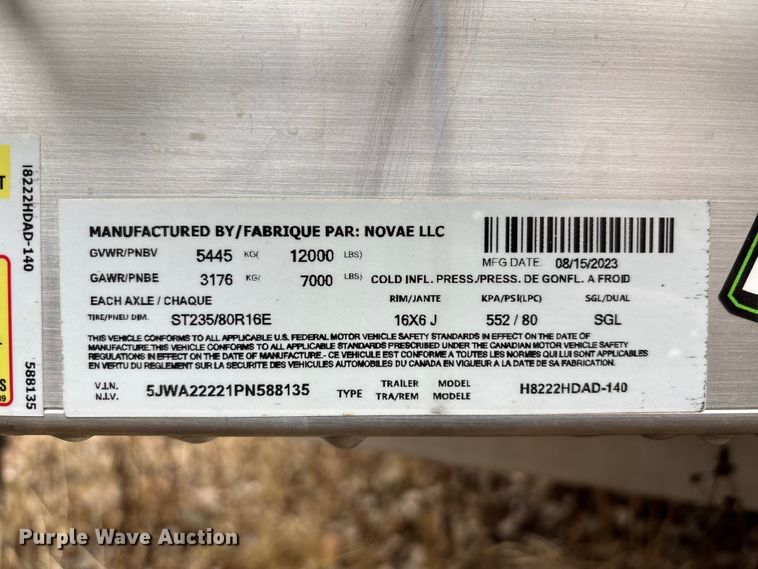 MANUFACTURED BY/FABRIQUE PAR: NOVAE LLC
MFG DATE: 08/15/2023
GVWR/PNBV 5445 KG( 12000 LBS)
GAWR/PNBE 3176 KG( 7000 LBS) COLD INFL. PRESS./PRESS. DE GONFL. A FROID
EACH AXLE / CHAQUE RIM/JANTE KPA/PSI(LPC) SGL/DUAL
TIRE/PNEU DIM. ST235/80R16E 16X6 J 552 / 80 SGL
THIS VEHICLE CONFORMS TO ALL APPLICABLE U.S. FEDERAL MOTOR VEHICLE SAFETY STANDARDS IN EFFECT ON THE DATE OF
MANUFACTURE.THIS VEHICLE CONFORMS TO ALL APPLICABLE STANDARDS PRESCRIBED UNDER THE CANADIAN MOTOR VEHICLE SAFETY
REGULATIONS IN EFFECT ON THE DATE OF MANUFACTURE.- CE VEHICULE EST CONFORME A TOUTES LES NORMES QUI LUI SONT APPLICABLES
EN VERTU DU REGLEMENT SUR LA SECURITE DES VEHICULES AUTOMOBILES DU CANADA EN VIGUEUR A LA DATE DE SA FABRICATION.
V.I.N. 5JWA22221PN588135 TYPE TRAILER MODEL H8222HDAD-140
N.I.V. TRA/REM MODELE
I8222HDAD-140
588135
Purple Wave Auction